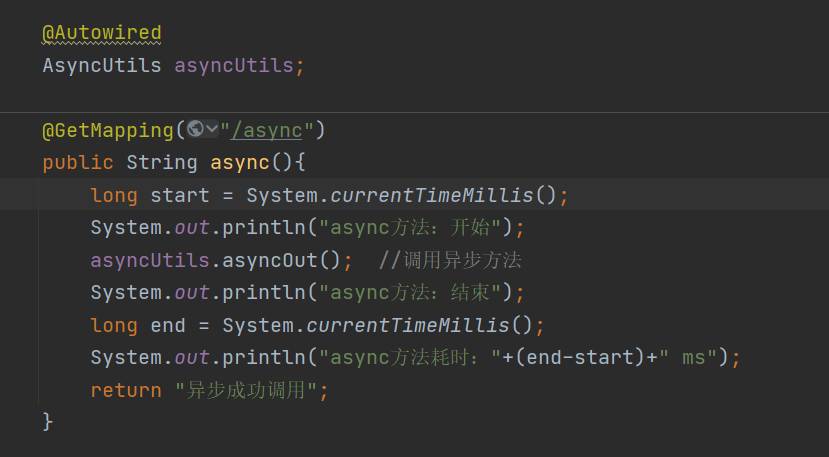 @Autowired
AsyncUtils asyncUtils;
@GetMapping("/async")
public String async(){
long start = System.currentTimeMillis();
System.out.println("async方法：开始");
asyncUtils.asyncOut();  //调用异步方法
System.out.println("async方法：结束");
long end = System.currentTimeMillis();
System.out.println("async方法耗时："+(end-start)+" ms");
return "异步成功调用";
}